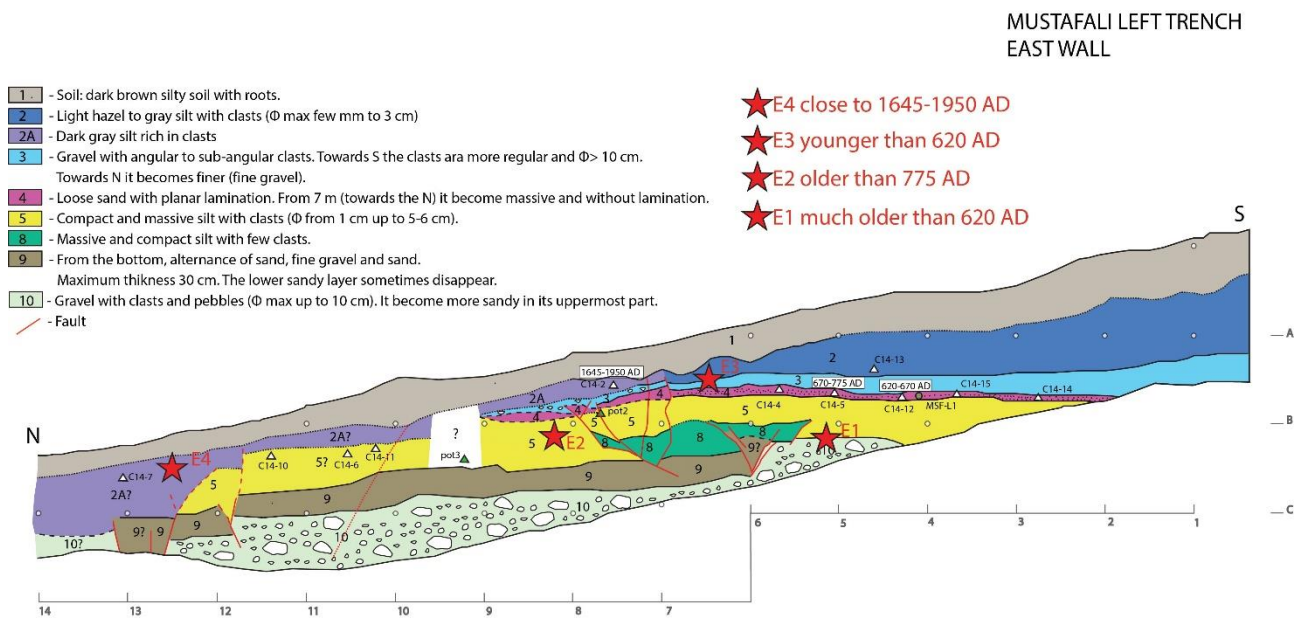 MUSTAFALI LEFT TRENCH
EAST WALL
1 - Soil: dark brown silty soil with roots.
2 - Light hazel to gray silt with clasts (Φ max few mm to 3 cm)
2A - Dark gray silt rich in clasts
3 - Gravel with angular to sub-angular clasts. Towards S the clasts ara more regular and Φ> 10 cm.
Towards N it becomes finer (fine gravel).
4 - Loose sand with planar lamination. From 7 m (towards the N) it become massive and without lamination.
5 - Compact and massive silt with clasts (Φ from 1 cm up to 5-6 cm).
8 - Massive and compact silt with few clasts.
9 - From the bottom, alternance of sand, fine gravel and sand.
Maximum thikness 30 cm. The lower sandy layer sometimes disappear.
10 - Gravel with clasts and pebbles (Φ max up to 10 cm). It become more sandy in its uppermost part.
- Fault
E4 close to 1645-1950 AD
E3 younger than 620 AD
E2 older than 775 AD
E1 much older than 620 AD
S
N
A
B
C
1
2
C14-13
E3
1645-1950 AD
C14-2
2A
3
3
670-775 AD
620-670 AD
C14-15
C14-14
4
4
4
4
C14-4
C14-5
C14-12
MSF-L1
pot2
5
5
5
5
E2
E1
8
8
8
8
9?
?
pot3
2A?
C14-10
C14-6
C14-11
5?
5
E4
C14-7
2A?
9
9
9
9?
9
10
10
10?
6 5 4 3 2 1
14 13 12 11 10 9 8 7